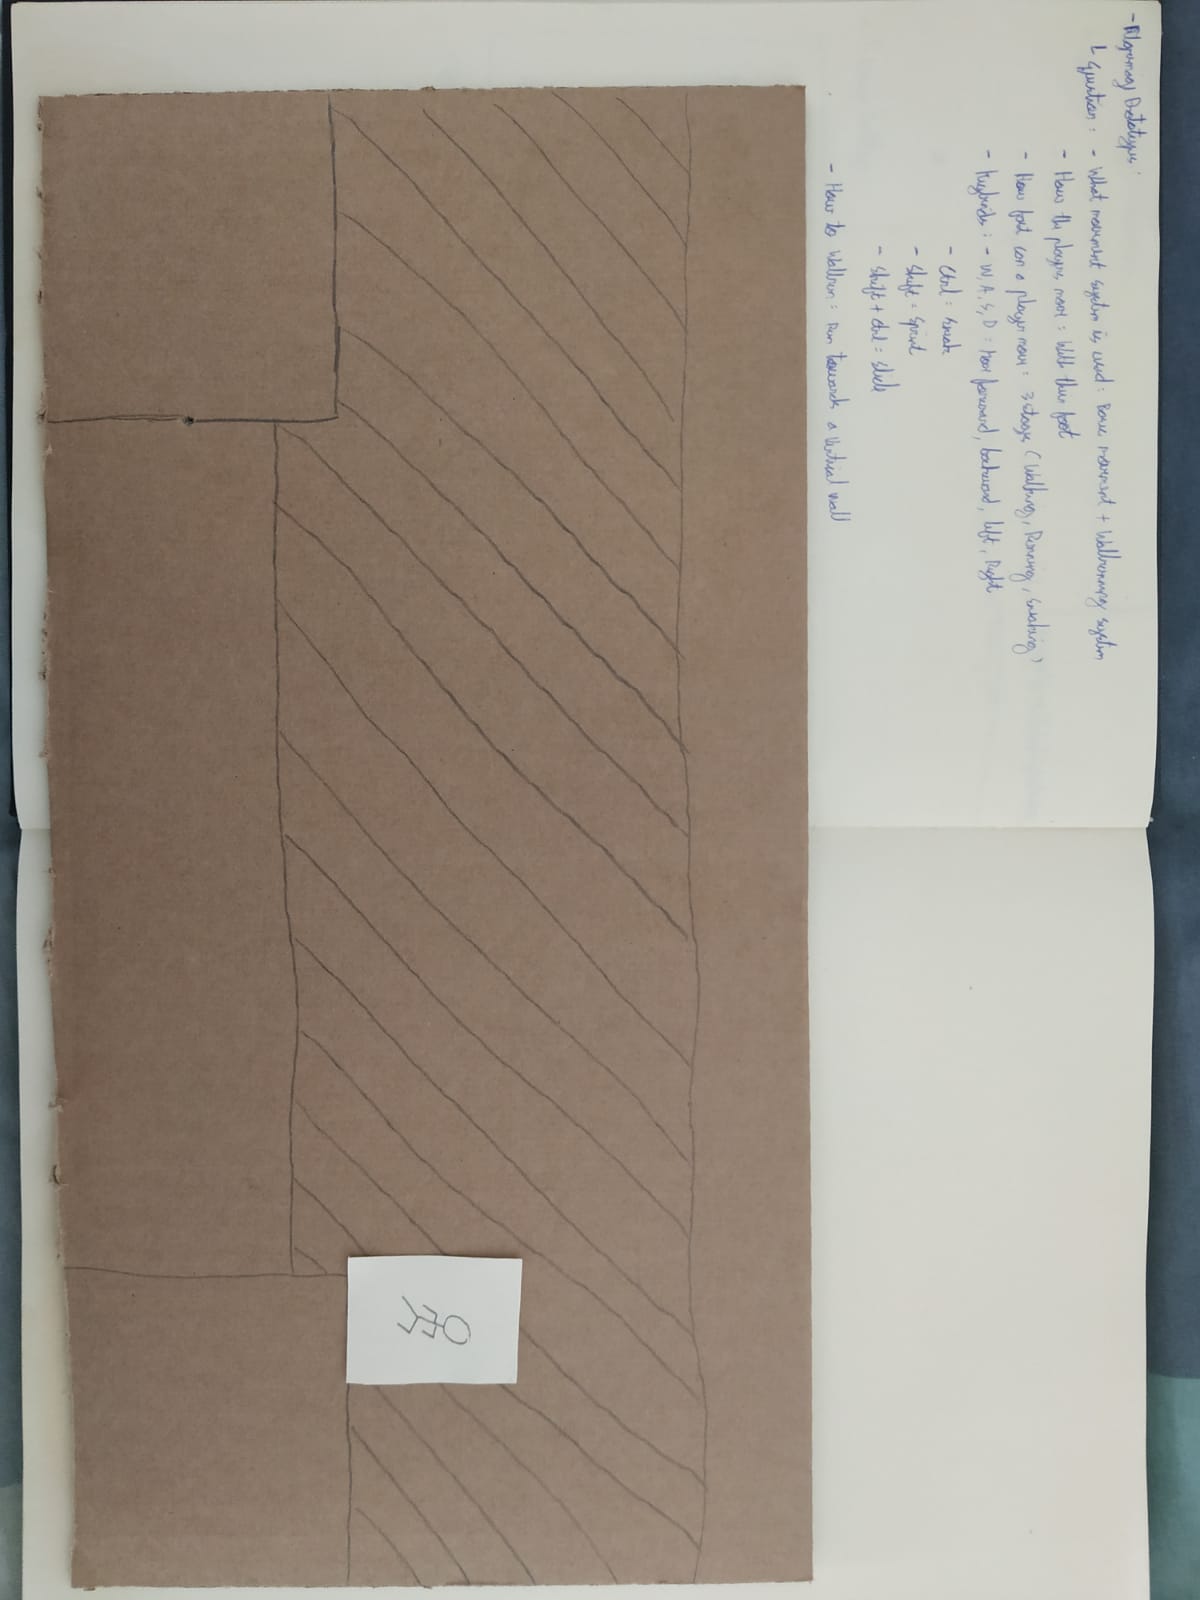 - Prototype:
└ Question: - What movement system is used: Basic movement + Wallrunning system
- How the players move: With their foot
- How fast can a player move: 3 stages (Walking, Running, Sneaking)
- Keybinds: - W, A, S, D: Move forward, backward, left, Right
- Ctrl: Sneak
- Shift: Sprint
- Shift + Ctrl: Slide
- How to Wallrun: Run towards a Vertical wall